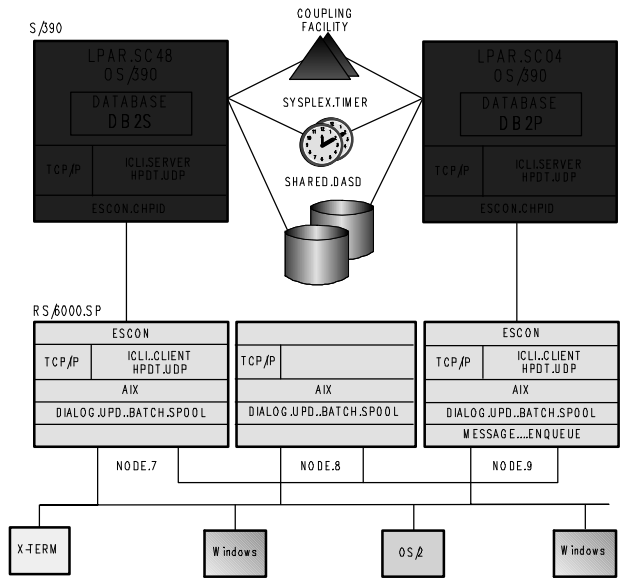 S/390
COUPLING
FACILITY
LPAR.SC48
OS/390
DATABASE
DB2S
TCP/P
ICLI.SERVER
HPDT.UDP
ESCON.CHPID
SYSPLEX.TIMER
SHARED.DASD
LPAR.SC04
OS/390
DATABASE
DB2P
TCP/P
ICLI.SERVER
HPDT.UDP
ESCON.CHPID
RS/6000.SP
ESCON
TCP/P
ICLI..CLIENT
HPDT.UDP
AIX
DIALOG.UPD..BATCH.SPOOL
TCP/P
AIX
DIALOG.UPD..BATCH.SPOOL
ESCON
TCP/P
ICLI..CLIENT
HPDT.UDP
AIX
DIALOG.UPD..BATCH.SPOOL
MESSAGE....ENQUEUE
NODE.7
NODE.8
NODE.9
X-TERM
Windows
OS/2
Windows